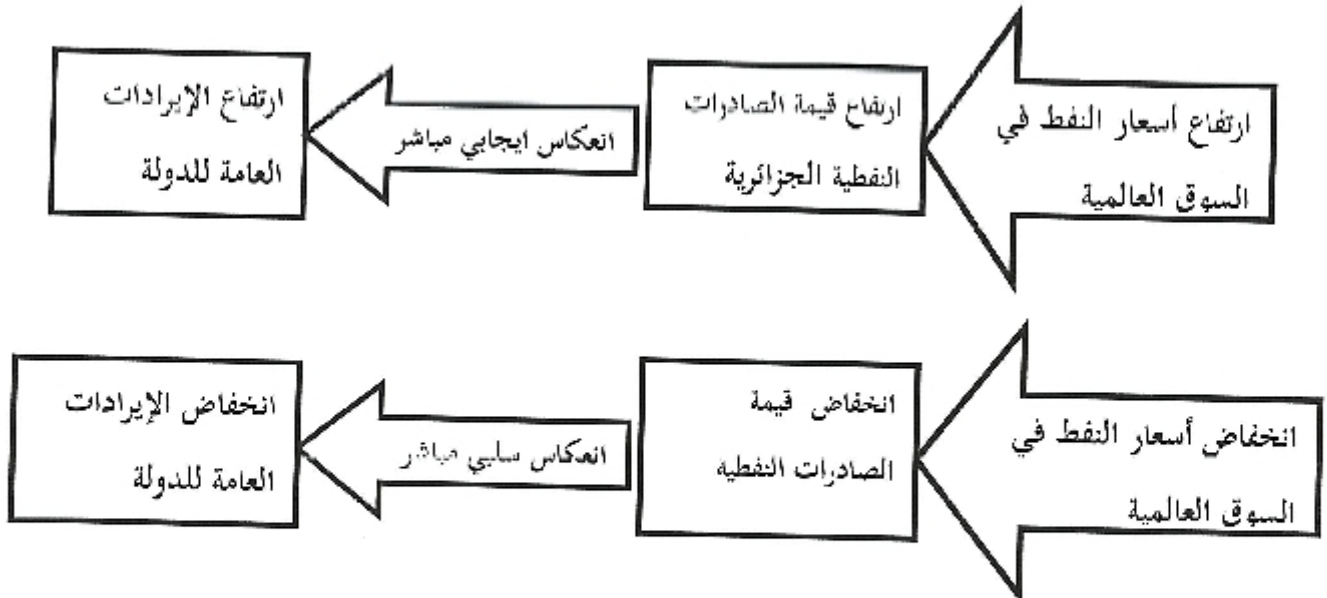 ارتفاع أسعار النفط في
السوق العالمية
ارتفاع قيمة الصادرات
النفطية الجزائرية
انعكاس ايجابي مباشر
ارتفاع الإيرادات
العامة للدولة
انخفاض أسعار النفط في
السوق العالمية
انخفاض قيمة
الصادرات النفطية
انعكاس سلبي مباشر
انخفاض الإيرادات
العامة للدولة